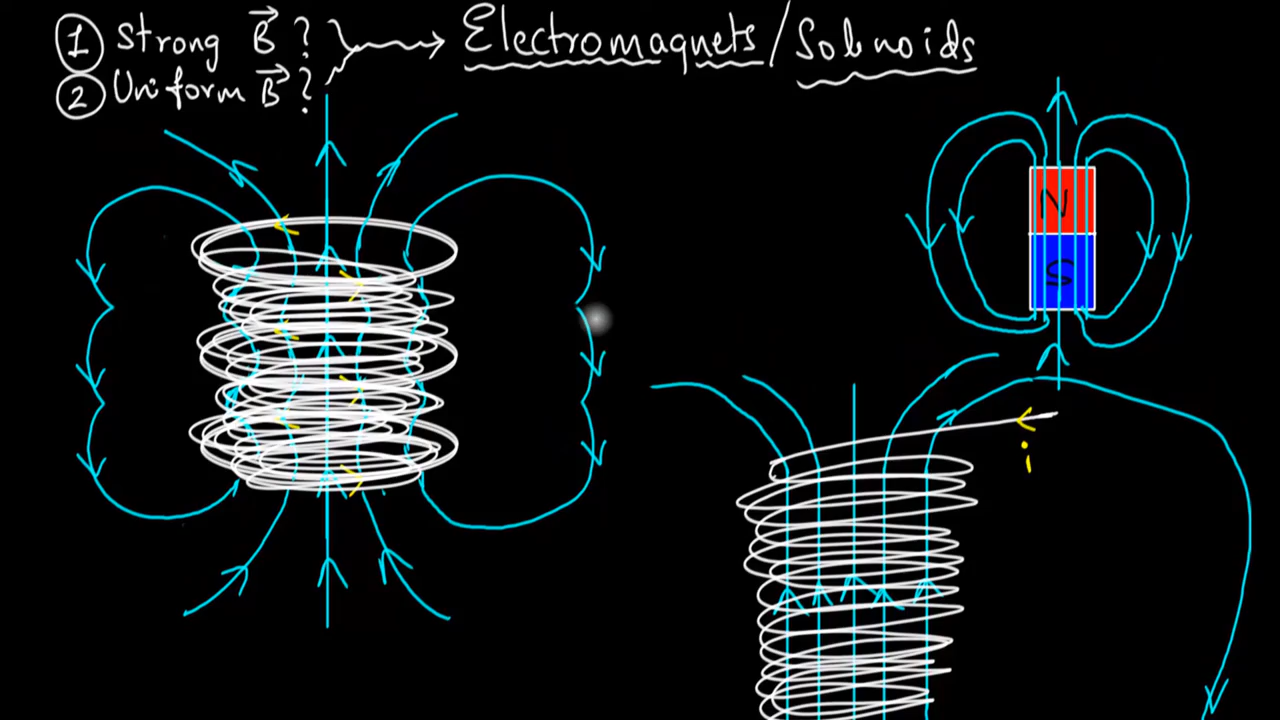 ① Strong B⃗ ? → Electromagnets/Solenoids
② Uniform B⃗ ?
N
S
i